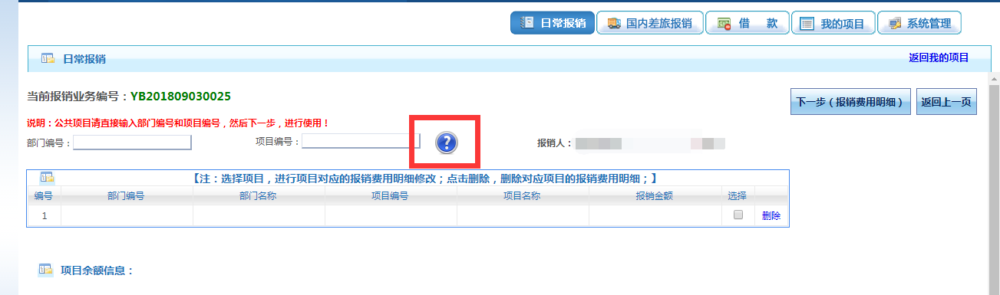 日常报销 国内差旅报销 借 款 我的项目 系统管理
日常报销 返回我的项目
当前报销业务编号：YB201809030025
下一步（报销费用明细） 返回上一页
说明：公共项目请直接输入部门编号和项目编号，然后下一步，进行使用！
部门编号： 项目编号： ? 报销人：
【注：选择项目，进行项目对应的报销费用明细修改；点击删除，删除对应项目的报销费用明细；】
编号 部门编号 部门名称 项目编号 项目名称 报销金额 选择
1 删除
项目余额信息：